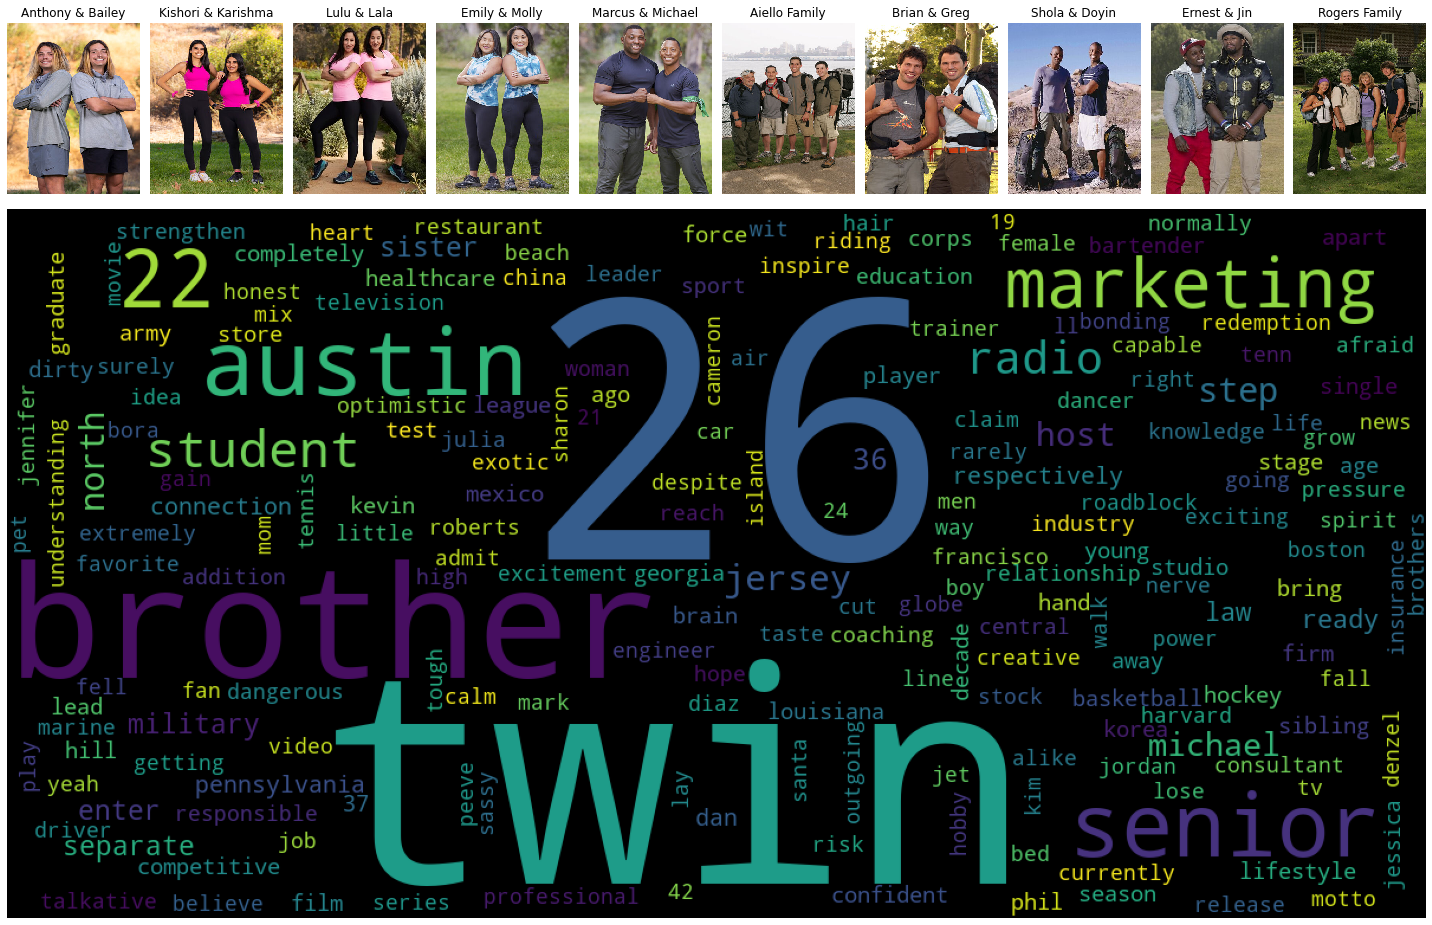 Anthony & Bailey
Kishori & Karishma
Lulu & Lala
Emily & Molly
Marcus & Michael
Aiello Family
Brian & Greg
Shola & Doyin
Ernest & Jin
Rogers Family
strengthen
heart
restaurant
force
wit
hair
19
normally
movie
22
completely
sister
beach
riding
corps
female
bartender
apart
graduate
honest
healthcare
china
leader
inspire
education
marketing
mix
television
sport
26
army
store
austin
cameron
trainer
ll
bonding
redemption
dirty
surely
woman
air
player
radio
capable
tenn
afraid
jennifer
idea
optimistic
league
sharon
ago
right
step
single
understanding
bora
student
test
julia
21
car
dancer
claim
host
knowledge
life
news
grow
north
gain
exotic
island
36
rarely
stage
age
connection
tennis
kevin
mexico
despite
respectively
going
pressure
pet
extremely
mom
little
roberts
reach
24
men
way
roadblock
industry
exciting
spirit
favorite
addition
high
admit
excitement
georgia
jersey
francisco
young
studio
boston
insurance
brothers
brother
relationship
boy
nerve
bring
brain
cut
globe
hand
walk
law
ready
taste
coaching
decade
central
power
engineer
creative
away
firm
fell
fan
dangerous
tough
calm
hope
line
fall
lead
mark
diaz
twin
stock
basketball
hockey
marine
military
louisiana
harvard
korea
sibling
play
hill
getting
video
santa
outgoing
michael
denzel
yeah
pennsylvania
peeve
sassy
lay
jet
alike
jordan
consultant
enter
responsible
37
dan
hobby
kim
lose
tv
driver
separate
job
risk
bed
senior
jessica
competitive
currently
lifestyle
talkative
believe
film
series
professional
42
confident
phil
season
release
motto